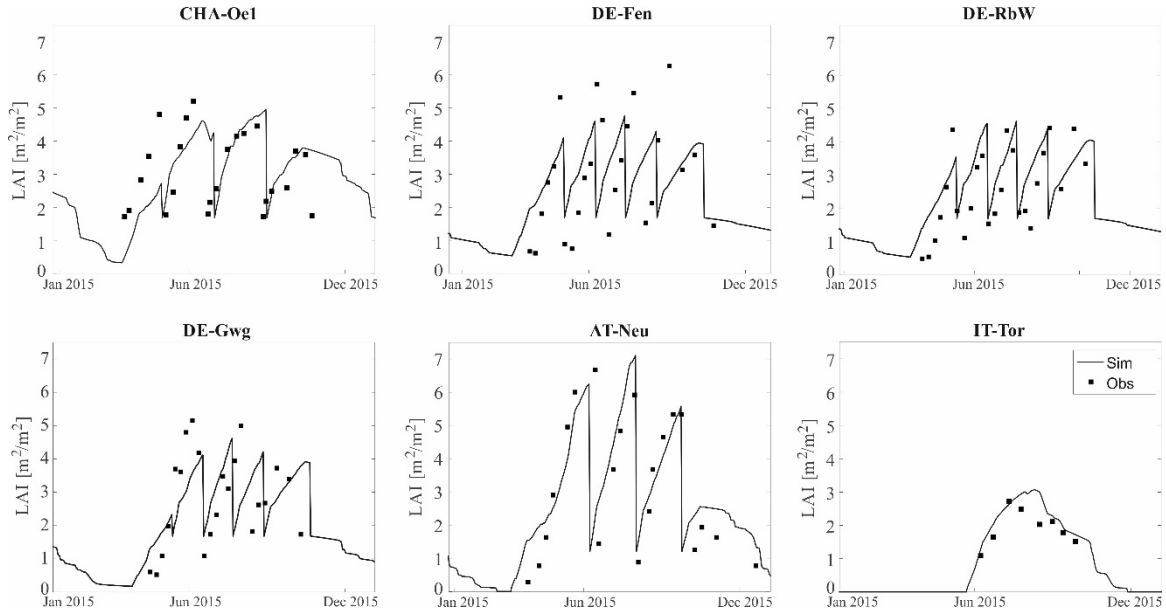 CHA-Oe1
DE-Fen
DE-RbW
LAI [m²/m²]
7
6
5
4
3
2
1
0
Jan 2015
Jun 2015
Dec 2015
LAI [m²/m²]
7
6
5
4
3
2
1
0
Jan 2015
Jun 2015
Dec 2015
LAI [m²/m²]
7
6
5
4
3
2
1
0
Jan 2015
Jun 2015
Dec 2015
DE-Gwg
AT-Neu
IT-Tor
LAI [m²/m²]
7
6
5
4
3
2
1
0
Jan 2015
Jun 2015
Dec 2015
LAI [m²/m²]
7
6
5
4
3
2
1
0
Jan 2015
Jun 2015
Dec 2015
LAI [m²/m²]
7
6
5
4
3
2
1
0
Jan 2015
Jun 2015
Dec 2015
Sim
Obs